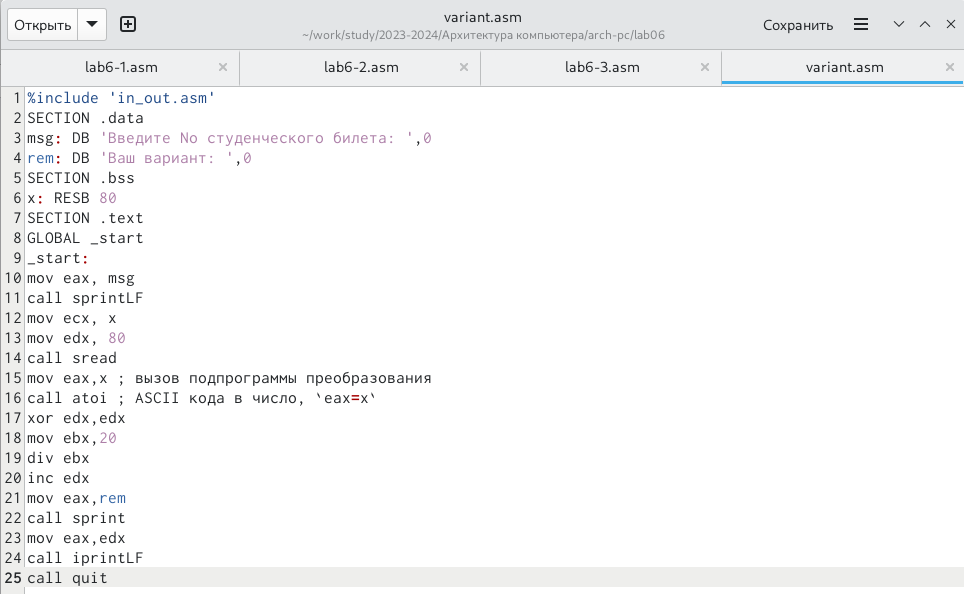 Открыть
variant.asm
~/work/study/2023-2024/Архитектура компьютера/arch-pc/lab06
Сохранить
lab6-1.asm
lab6-2.asm
lab6-3.asm
variant.asm
1 %include 'in_out.asm'
2 SECTION .data
3 msg: DB 'Введите No студенческого билета: ',0
4 rem: DB 'Ваш вариант: ',0
5 SECTION .bss
6 x: RESB 80
7 SECTION .text
8 GLOBAL _start
9 _start:
10 mov eax, msg
11 call sprintLF
12 mov ecx, x
13 mov edx, 80
14 call sread
15 mov eax,x ; вызов подпрограммы преобразования
16 call atoi ; ASCII кода в число, `eax=x`
17 xor edx,edx
18 mov ebx,20
19 div ebx
20 inc edx
21 mov eax,rem
22 call sprint
23 mov eax,edx
24 call iprintLF
25 call quit